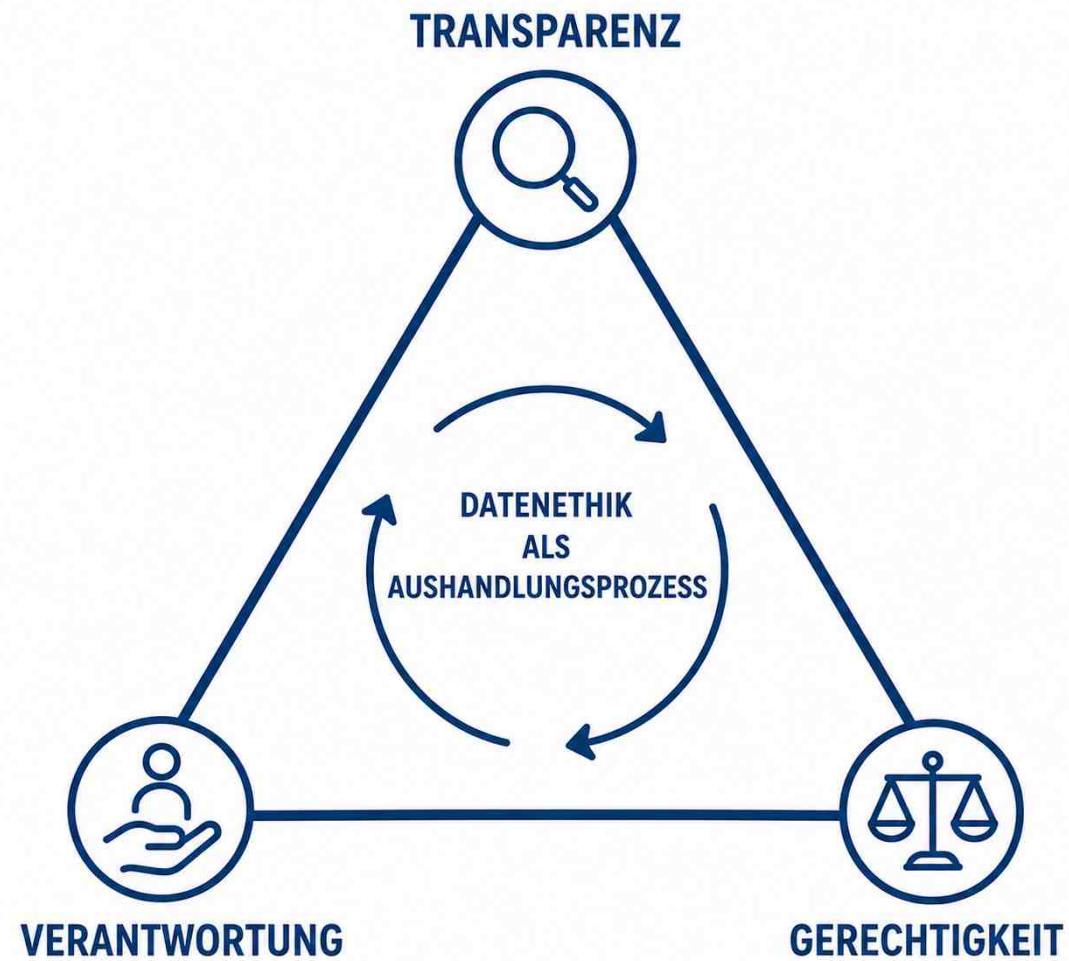 TRANSPARENZ
DATENETHIK
ALS
AUSHANDLUNGSPROZESS
VERANTWORTUNG
GERECHTIGKEIT